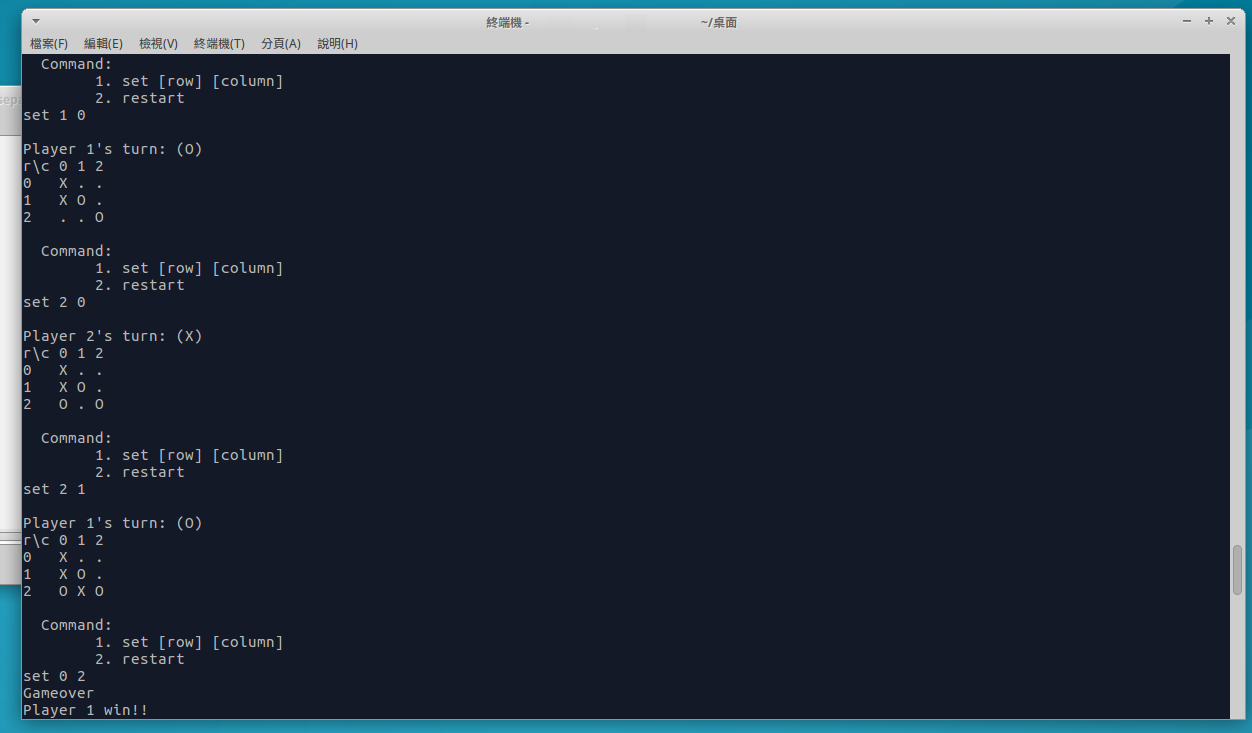 終端機 - ~/桌面
檔案(F) 編輯(E) 檢視(V) 終端機(T) 分頁(A) 說明(H)
Command:
1. set [row] [column]
2. restart
set 1 0
Player 1's turn: (O)
r\c 0 1 2
0 X . .
1 X O .
2 . . O
Command:
1. set [row] [column]
2. restart
set 2 0
Player 2's turn: (X)
r\c 0 1 2
0 X . .
1 X O .
2 O . O
Command:
1. set [row] [column]
2. restart
set 2 1
Player 1's turn: (O)
r\c 0 1 2
0 X . .
1 X O .
2 O X O
Command:
1. set [row] [column]
2. restart
set 0 2
Gameover
Player 1 win!!